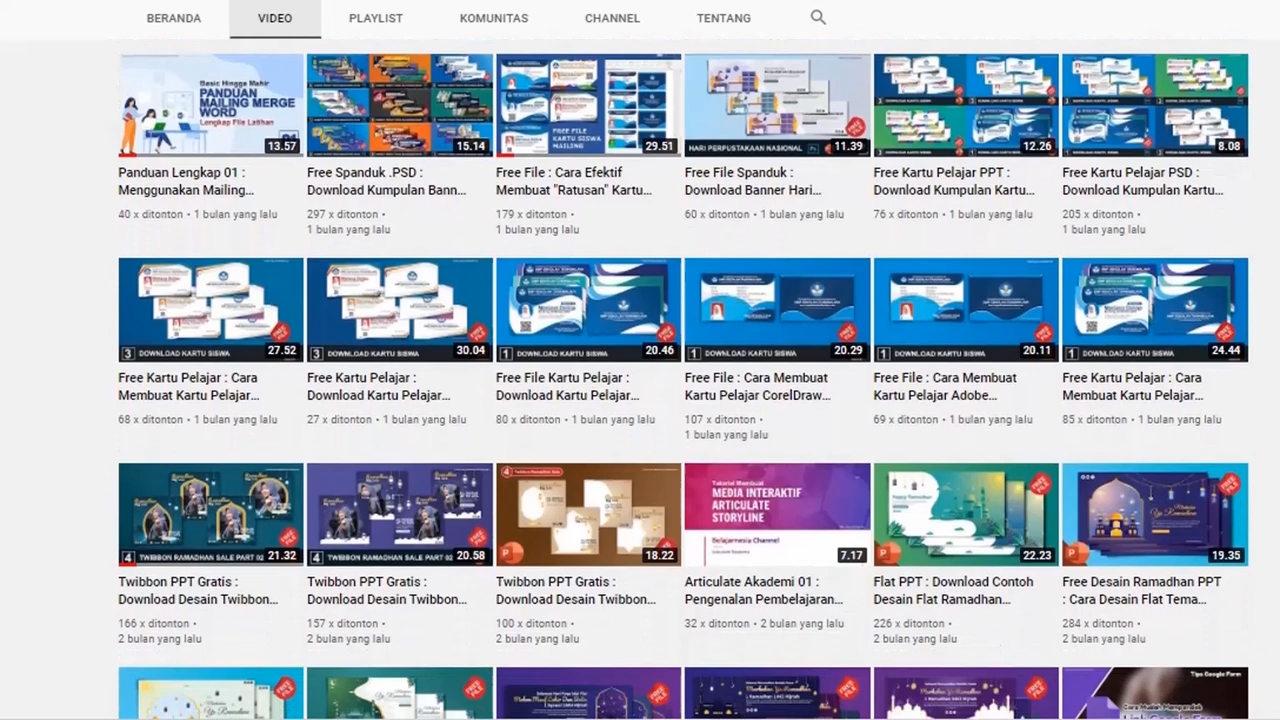 BERANDA
VIDEO
PLAYLIST
KOMUNITAS
CHANNEL
TENTANG
Basic Hingga Mahir
PANDUAN
MAILING MERGE
WORD
Lengkap File Latihan
13.57
15.14
FREE FILE
KARTU SISWA
MAILING
29.51
HARI PERPUSTAKAAN NASIONAL
11.39
12.26
8.08
Panduan Lengkap 01 :
Menggunakan Mailing...
40 x ditonton • 1 bulan yang lalu
Free Spanduk .PSD :
Download Kumpulan Bann...
297 x ditonton •
1 bulan yang lalu
Free File : Cara Efektif
Membuat "Ratusan" Kartu...
179 x ditonton •
1 bulan yang lalu
Free File Spanduk :
Download Banner Hari...
60 x ditonton • 1 bulan yang lalu
Free Kartu Pelajar PPT :
Download Kumpulan Kartu...
76 x ditonton • 1 bulan yang lalu
Free Kartu Pelajar PSD :
Download Kumpulan Kartu...
205 x ditonton •
1 bulan yang lalu
3 DOWNLOAD KARTU SISWA
27.52
3 DOWNLOAD KARTU SISWA
30.04
1 DOWNLOAD KARTU SISWA
20.46
1 DOWNLOAD KARTU SISWA
20.29
1 DOWNLOAD KARTU SISWA
20.11
1 DOWNLOAD KARTU SISWA
24.44
Free Kartu Pelajar : Cara
Membuat Kartu Pelajar...
68 x ditonton • 1 bulan yang lalu
Free Kartu Pelajar :
Download Kartu Pelajar...
27 x ditonton • 1 bulan yang lalu
Free File Kartu Pelajar :
Download Kartu Pelajar...
80 x ditonton • 1 bulan yang lalu
Free File : Cara Membuat
Kartu Pelajar CorelDraw...
107 x ditonton •
1 bulan yang lalu
Free File : Cara Membuat
Kartu Pelajar Adobe...
69 x ditonton • 1 bulan yang lalu
Free Kartu Pelajar : Cara
Membuat Kartu Pelajar...
85 x ditonton • 1 bulan yang lalu
4 TWIBBON RAMADHAN SALE PART 02
21.32
4 TWIBBON RAMADHAN SALE PART 02
20.58
4 Twibbon Ramadhan Sale
18.22
Tutorial Membuat
MEDIA INTERAKTIF
ARTICULATE
STORYLINE
Belajarnesia Channel
7.17
Happy Ramadhan
22.23
19.35
Twibbon PPT Gratis :
Download Desain Twibbon...
166 x ditonton •
2 bulan yang lalu
Twibbon PPT Gratis :
Download Desain Twibbon...
157 x ditonton •
2 bulan yang lalu
Twibbon PPT Gratis :
Download Desain Twibbon...
100 x ditonton •
2 bulan yang lalu
Articulate Akademi 01 :
Pengenalan Pembelajaran...
32 x ditonton • 2 bulan yang lalu
Flat PPT : Download Contoh
Desain Flat Ramadhan...
226 x ditonton •
2 bulan yang lalu
Free Desain Ramadhan PPT
: Cara Desain Flat Tema...
284 x ditonton •
2 bulan yang lalu
Tips Google Form